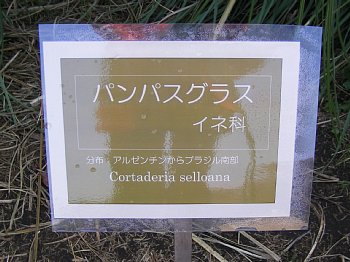 パンパスグラス
イネ科
分布:アルゼンチンからブラジル南部
Cortaderia selloana